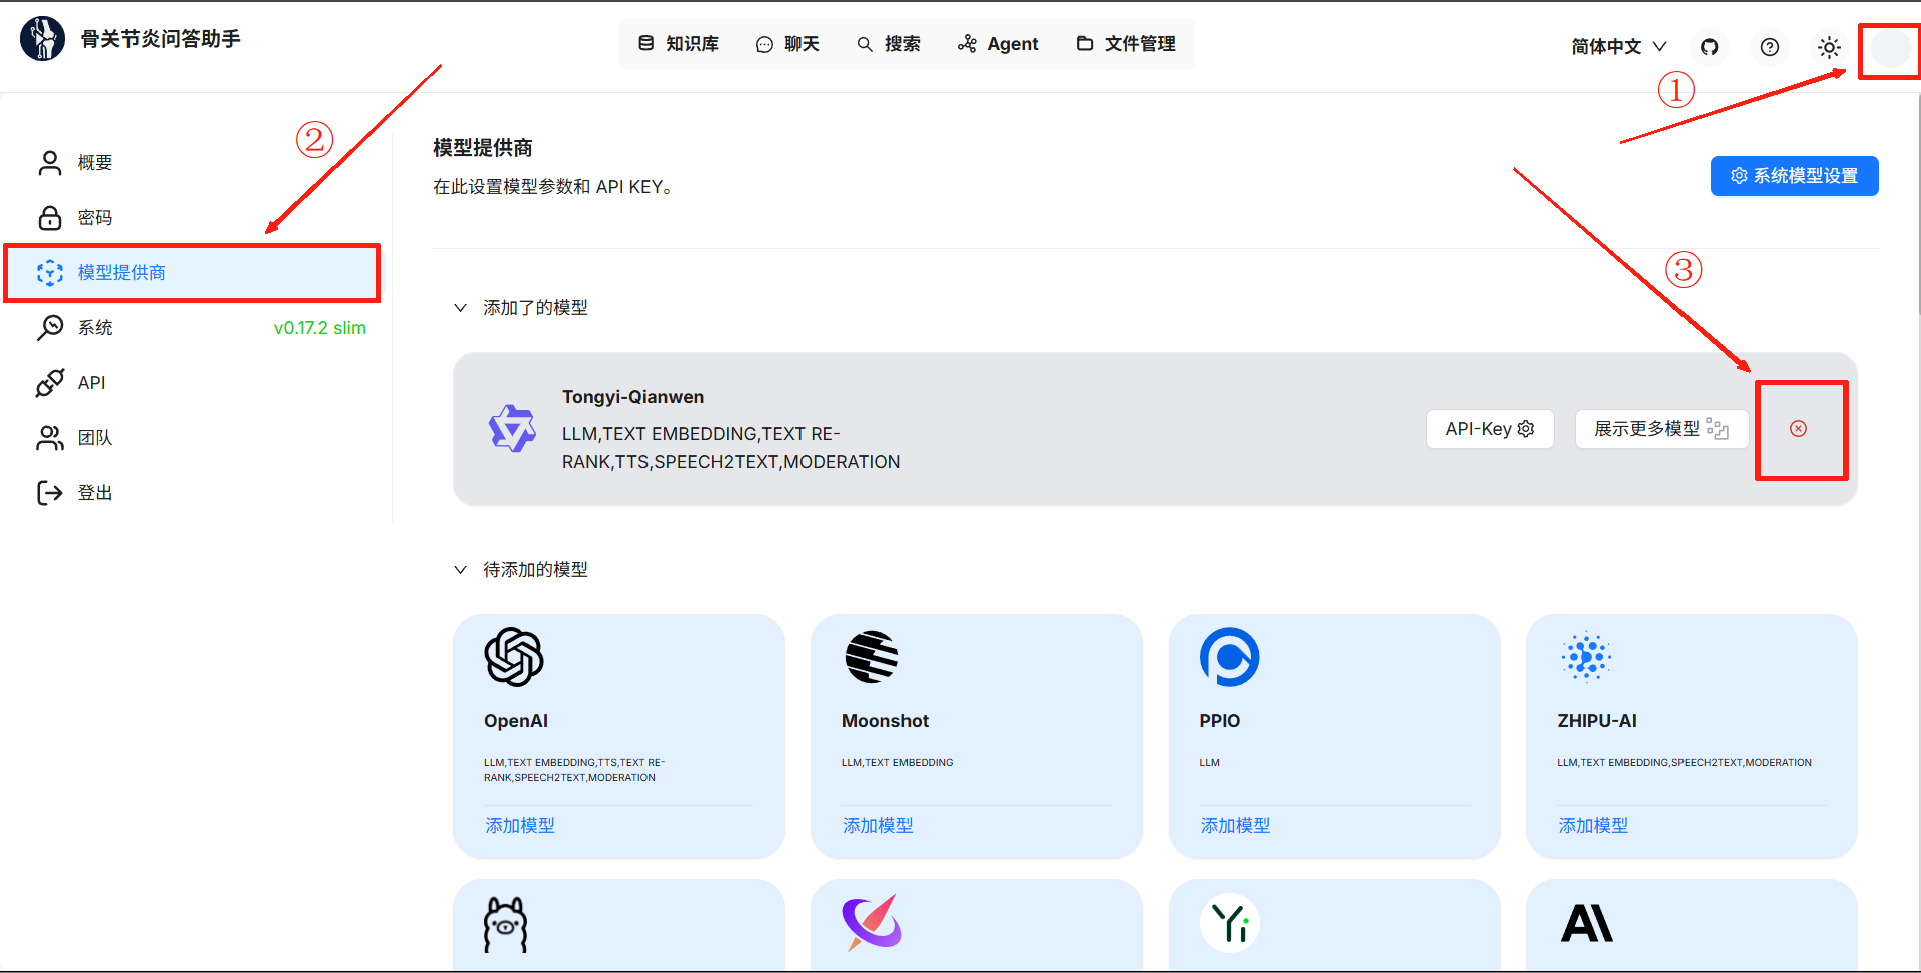 骨关节炎问答助手
知识库
聊天
搜索
Agent
文件管理
简体中文
①
②
概要
密码
模型提供商
系统
v0.17.2 slim
API
团队
登出
模型提供商
在此设置模型参数和 API KEY。
系统模型设置
③
添加了的模型
Tongyi-Qianwen
LLM,TEXT EMBEDDING,TEXT RE-
RANK,TTS,SPEECH2TEXT,MODERATION
API-Key
展示更多模型
待添加的模型
OpenAI
LLM,TEXT EMBEDDING,TTS,TEXT RE-
RANK,SPEECH2TEXT,MODERATION
添加模型
Moonshot
LLM,TEXT EMBEDDING
添加模型
PPIO
LLM
添加模型
ZHIPU-AI
LLM,TEXT EMBEDDING,SPEECH2TEXT,MODERATION
添加模型